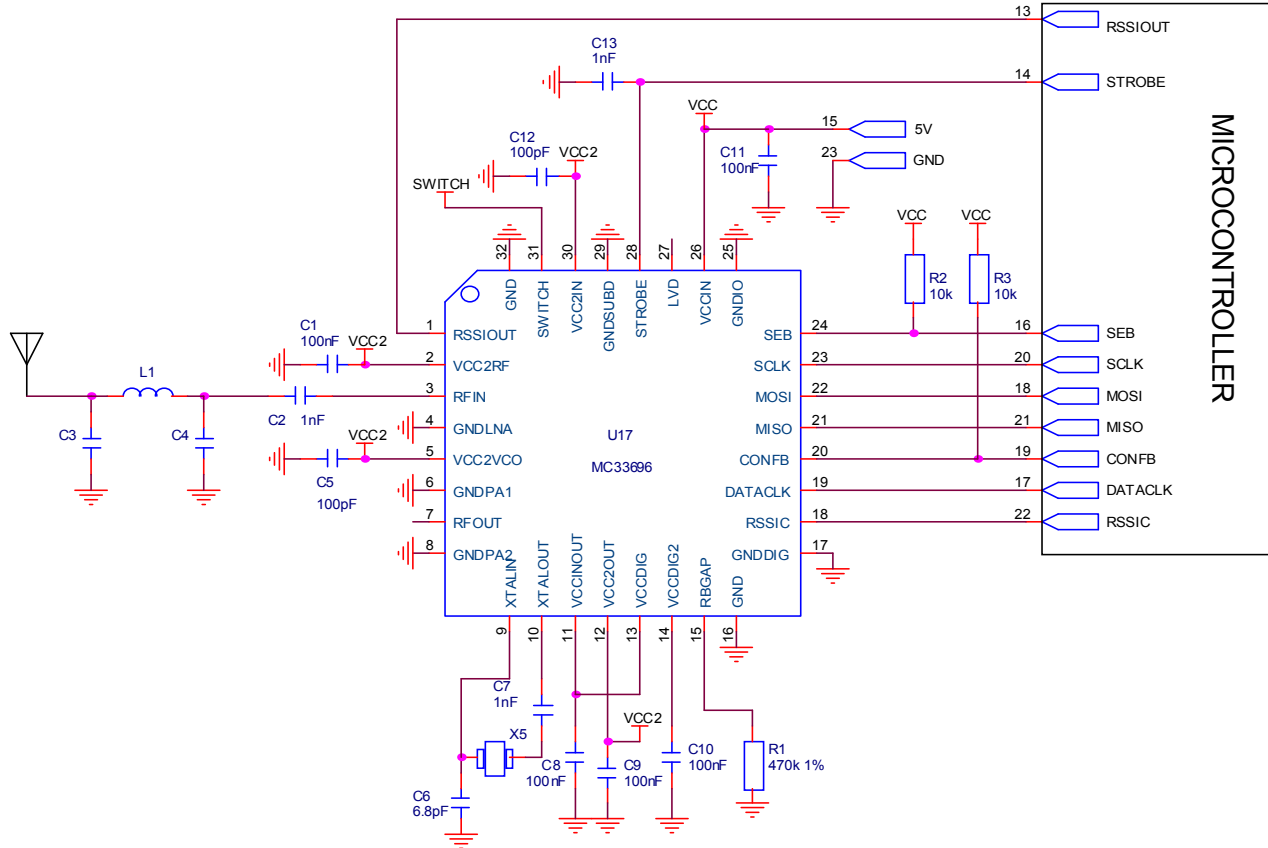 13
RSSIOUT
C13
1nF
14
STROBE
VCC
15
5V
C12
100pF
VCC2
C11
100nF
23
GND
MICROCONTROLLER
SWITCH
VCC
VCC
32
31
30
29
28
27
26
25
R2
10k
R3
10k
GND
SWITCH
VCC2IN
GNDSUBD
STROBE
LVD
VCCIN
GNDIO
C1
100nF
VCC2
1
RSSIOUT
SEB
24
16
SEB
2
VCC2RF
SCLK
23
20
SCLK
L1
3
RFIN
MOSI
22
18
MOSI
C2
1nF
C3
C4
VCC2
4
GNDLNA
U17
MISO
21
21
MISO
5
VCC2VCO
MC33696
CONFB
20
19
CONFB
C5
100pF
6
GNDPA1
DATACLK
19
17
DATACLK
7
RFOUT
RSSIC
18
22
RSSIC
8
GNDPA2
GNDDIG
17
XTALIN
XTALOUT
VCCINOUT
VCC2OUT
VCCDIG
VCCDIG2
RBGAP
GND
9
10
11
12
13
14
15
16
C7
1nF
VCC2
X5
C8
100nF
C9
100nF
C10
100nF
R1
470k 1%
C6
6.8pF